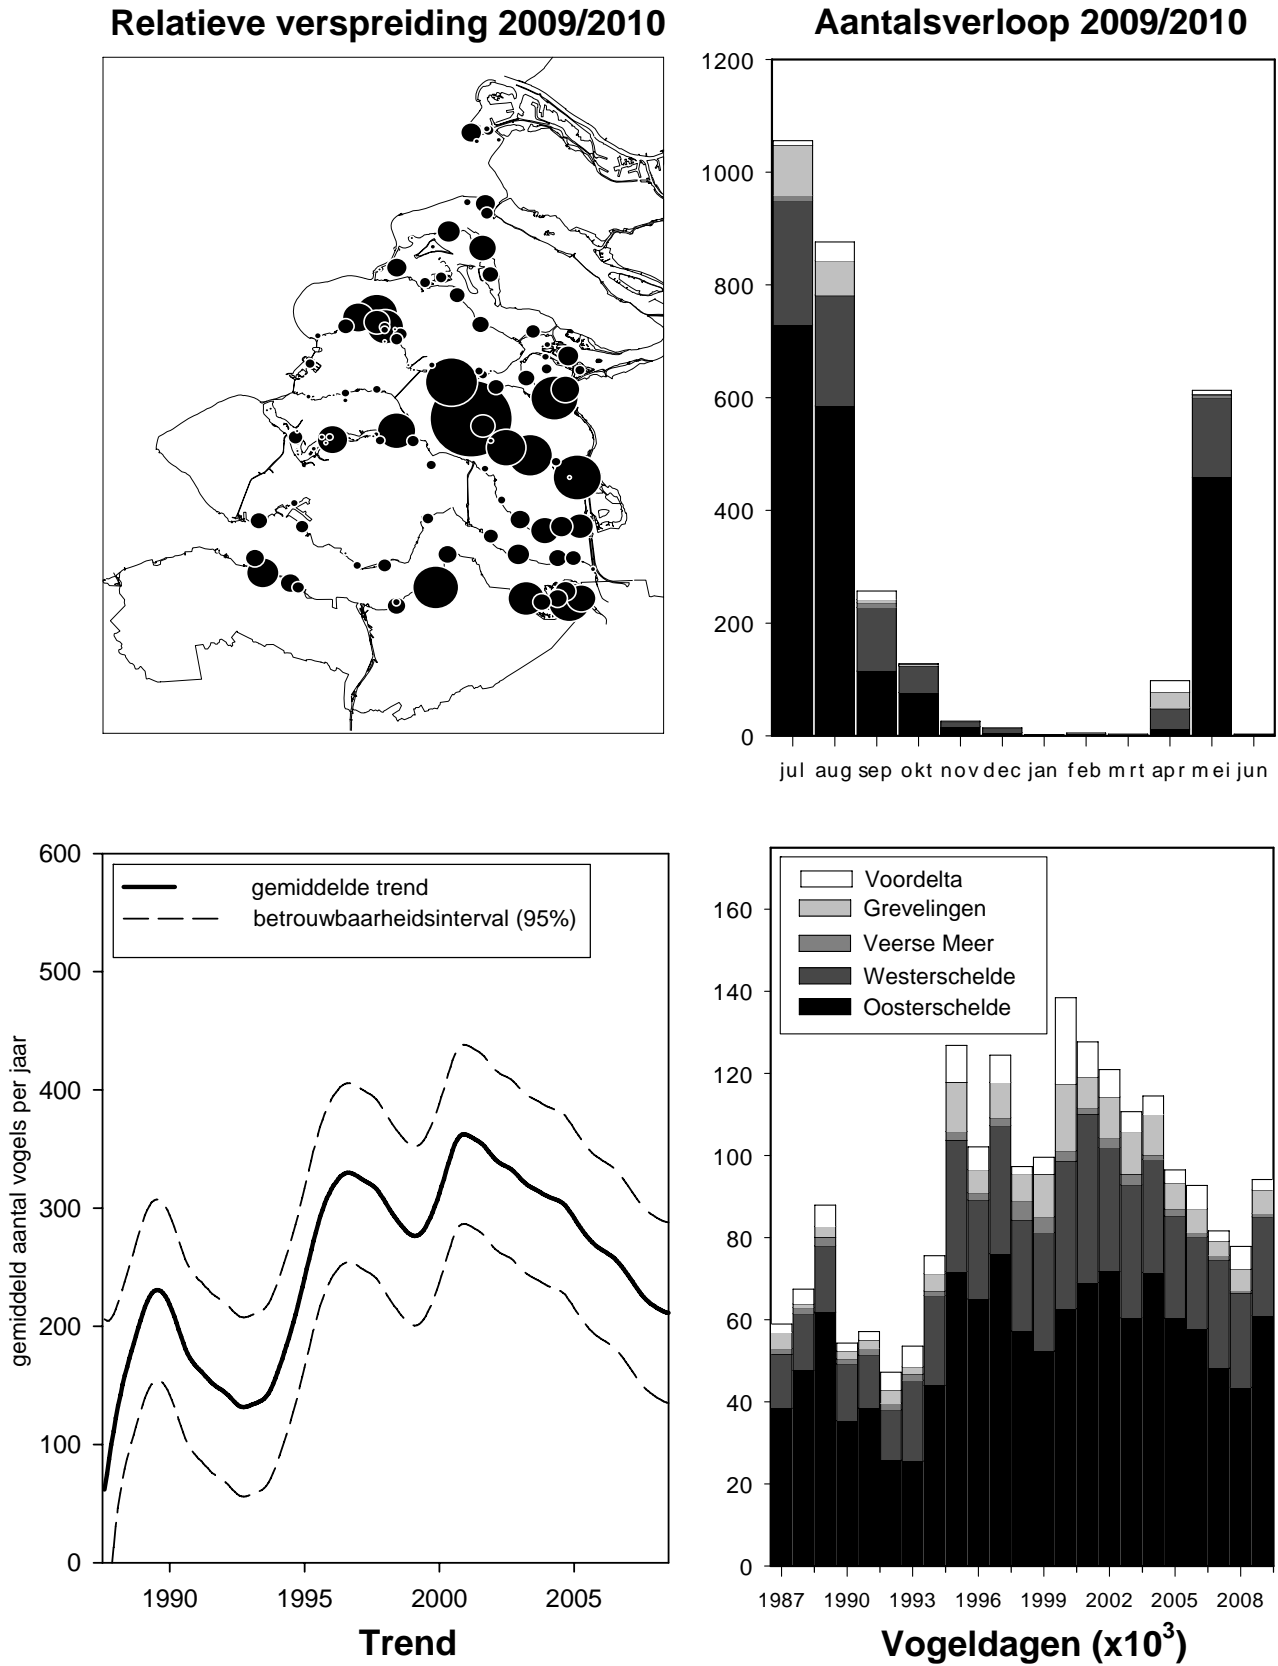 Relatieve verspreiding 2009/2010
Aantalsverloop 2009/2010
1200
1000
800
600
400
200
0
jul aug sep okt nov dec jan feb mrt apr mei jun
600
500
400
300
200
100
0
gemiddeld aantal vogels per jaar
gemiddelde trend
betrouwbaarheidsinterval (95%)
1990 1995 2000 2005
Trend
160
140
120
100
80
60
40
20
0
Voordelta
Grevelingen
Veerse Meer
Westerschelde
Oosterschelde
1987 1990 1993 1996 1999 2002 2005 2008
Vogeldagen (x10³)